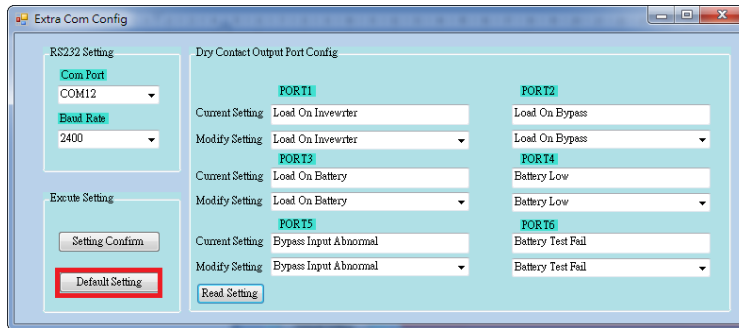 Extra Com Config
RS232 Setting
Com Port
COM12
Baud Rate
2400
Excute Setting
Setting Confirm
Default Setting
Dry Contact Output Port Config
PORT1 PORT2
Current Setting Load On Invewrter Load On Bypass
Modify Setting Load On Invewrter Load On Bypass
PORT3 PORT4
Current Setting Load On Battery Battery Low
Modify Setting Load On Battery Battery Low
PORT5 PORT6
Current Setting Bypass Input Abnormal Battery Test Fail
Modify Setting Bypass Input Abnormal Battery Test Fail
Read Setting